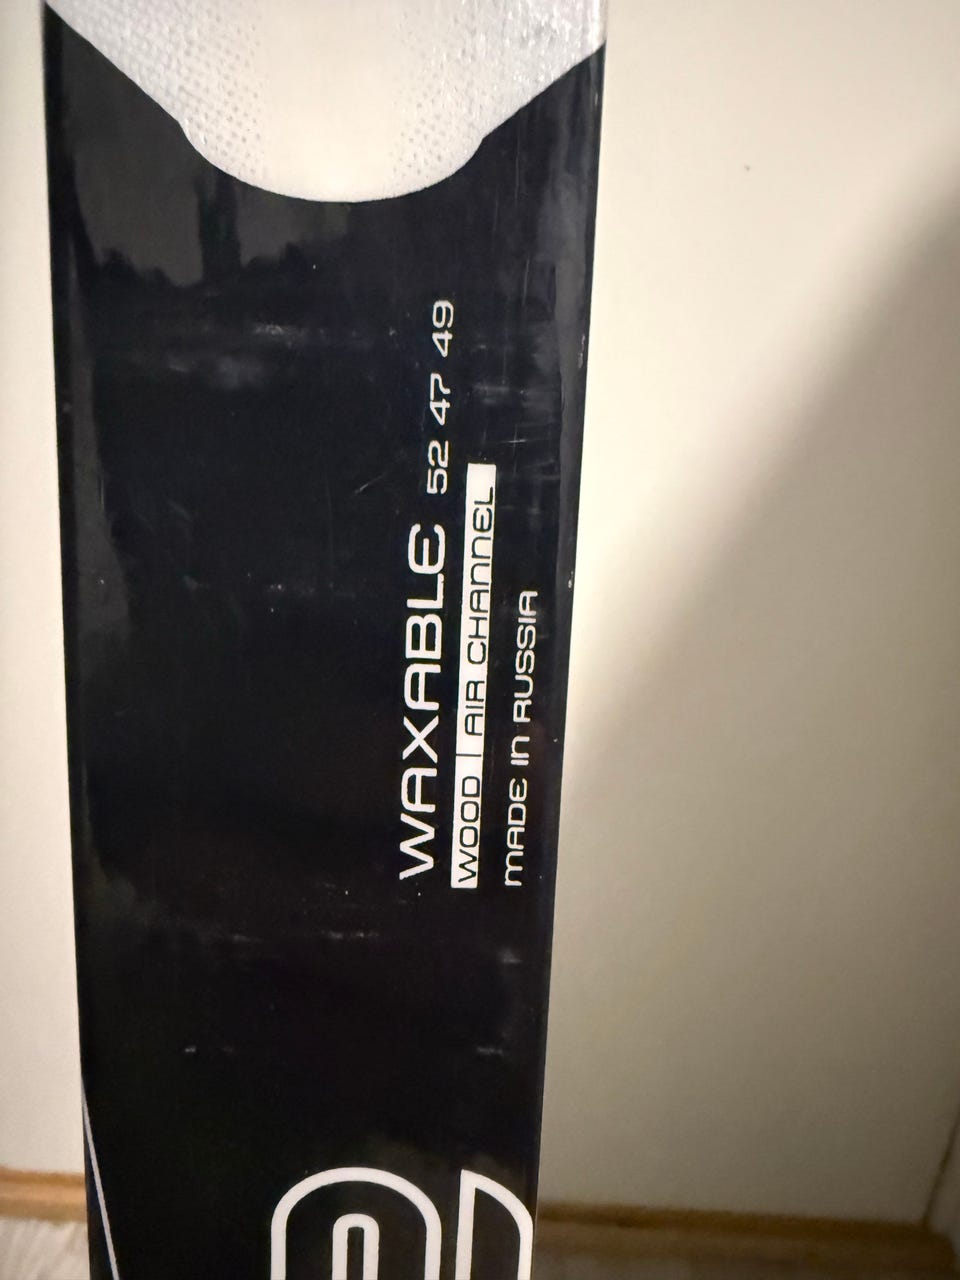 WAXABLE 52 47 49
WOOD | AIR CHANNEL
MADE IN RUSSIA